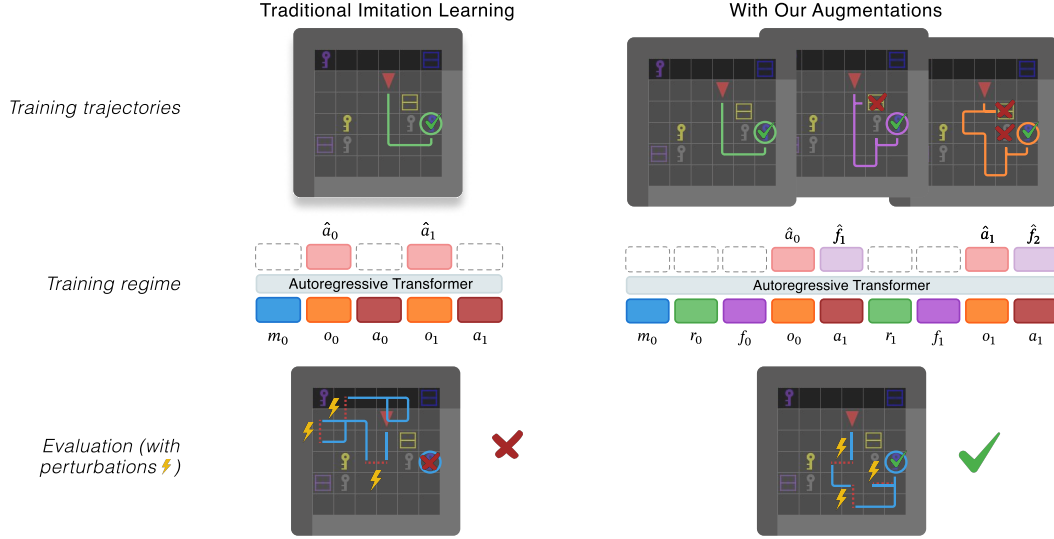 Traditional Imitation Learning
With Our Augmentations
Training trajectories
â₀ â₁
â₀ f̂₁ â₁ f̂₂
Training regime
Autoregressive Transformer
Autoregressive Transformer
m₀ o₀ a₀ o₁ a₁
m₀ r₀ f₀ o₀ a₁ r₁ f₁ o₁ a₁
Evaluation (with
perturbations⚡)